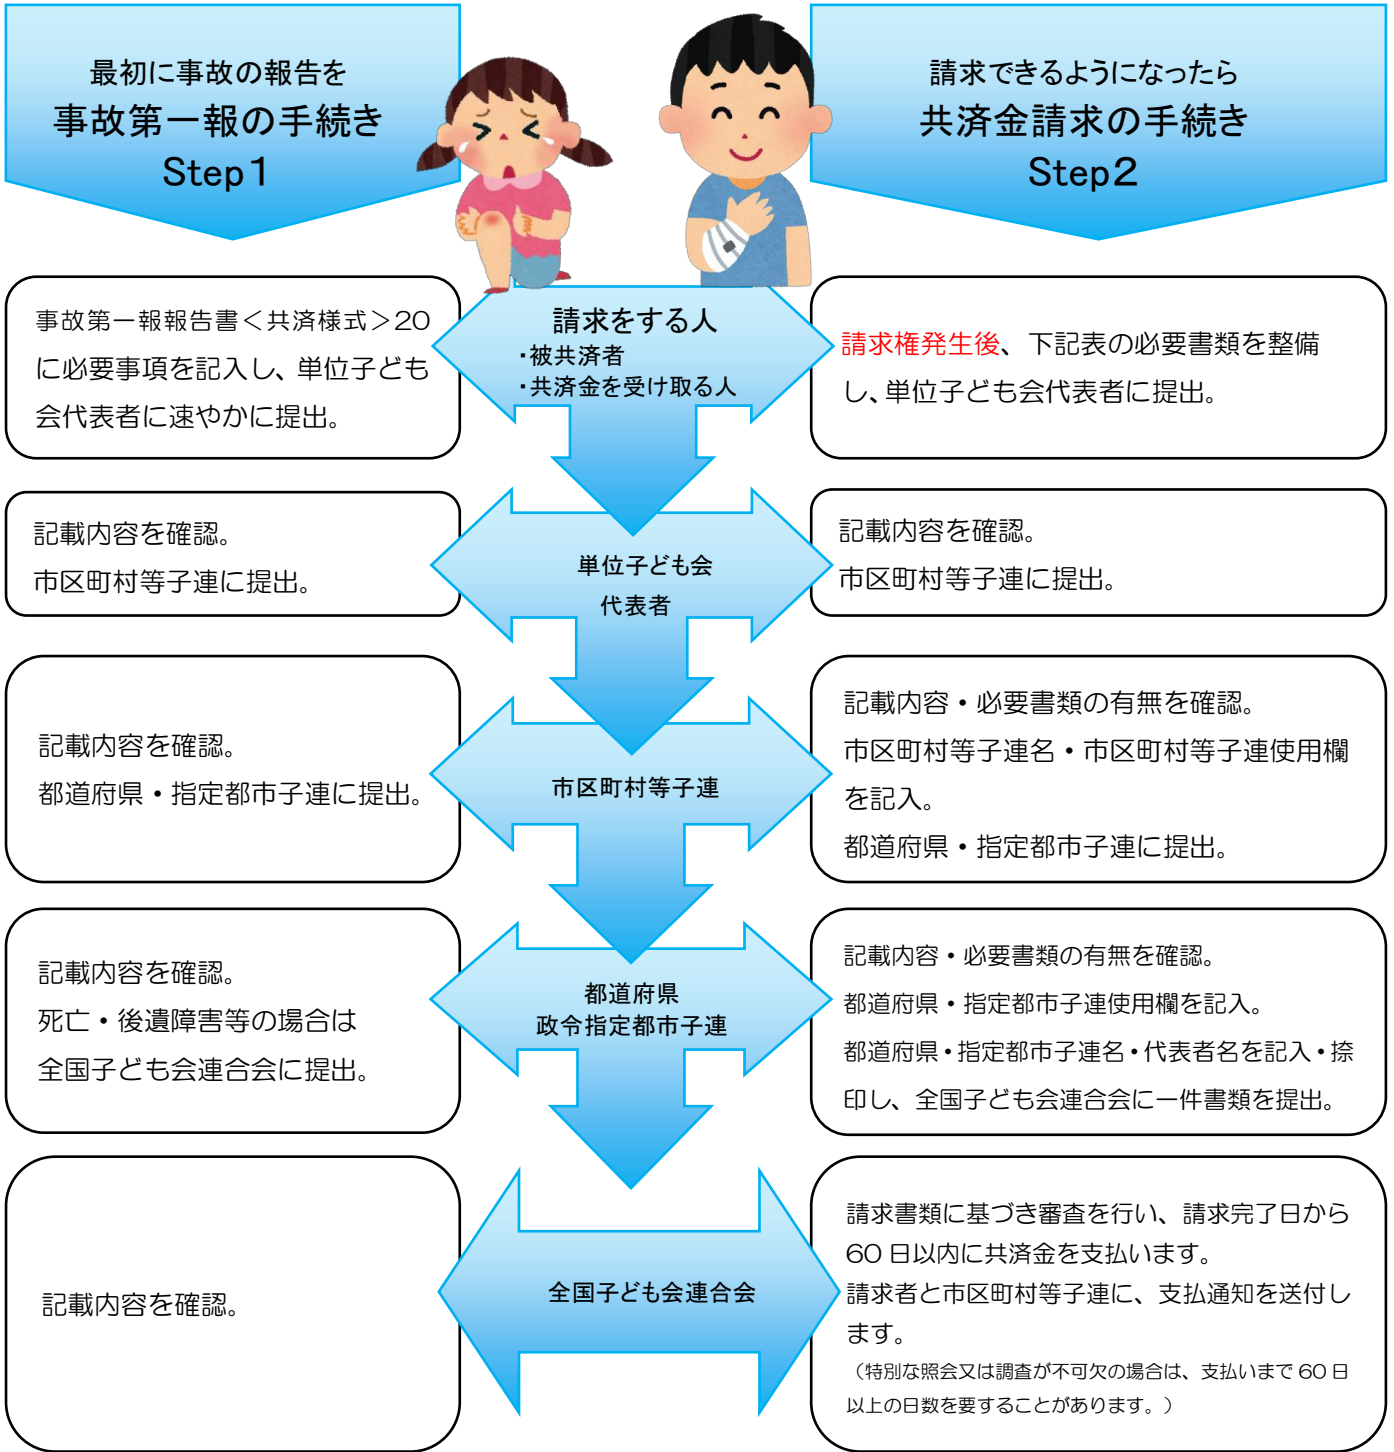 最初に事故の報告を
事故第一報の手続き
Step1
請求できるようになったら
共済金請求の手続き
Step2
事故第一報報告書＜共済様式＞20
に必要事項を記入し、単位子ども
会代表者に速やかに提出。
請求をする人
・被共済者
・共済金を受け取る人
請求権発生後、下記表の必要書類を整備
し、単位子ども会代表者に提出。
記載内容を確認。
市区町村等子連に提出。
単位子ども会
代表者
記載内容を確認。
市区町村等子連に提出。
記載内容を確認。
都道府県・指定都市子連に提出。
市区町村等子連
記載内容・必要書類の有無を確認。
市区町村等子連名・市区町村等子連使用欄
を記入。
都道府県・指定都市子連に提出。
記載内容を確認。
死亡・後遺障害等の場合は
全国子ども会連合会に提出。
都道府県
政令指定都市子連
記載内容・必要書類の有無を確認。
都道府県・指定都市子連使用欄を記入。
都道府県・指定都市子連名・代表者名を記入・捺
印し、全国子ども会連合会に一件書類を提出。
記載内容を確認。
全国子ども会連合会
請求書類に基づき審査を行い、請求完了日から
60 日以内に共済金を支払います。
請求者と市区町村等子連に、支払通知を送付し
ます。
（特別な照会又は調査が不可欠の場合は、支払いまで 60 日
以上の日数を要することがあります。）